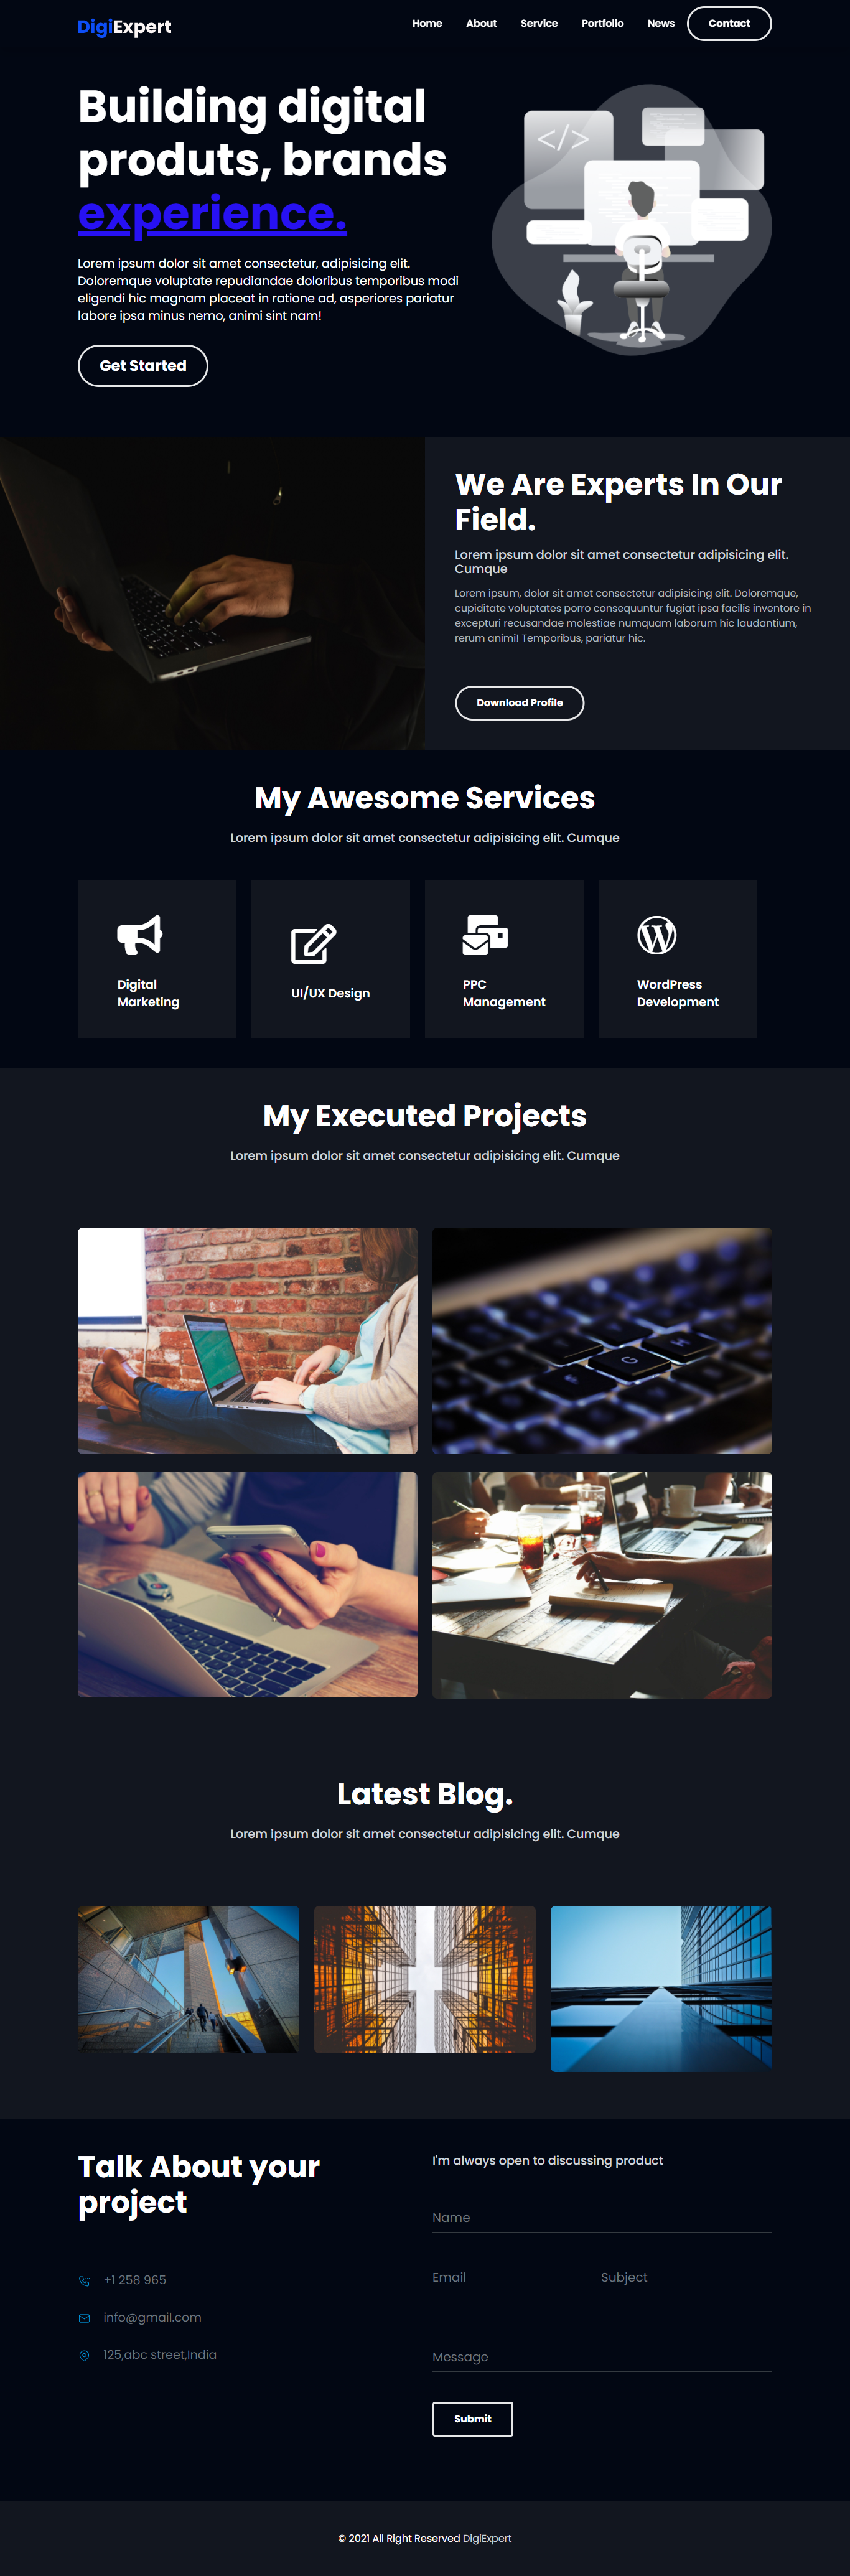 DigiExpert
Home About Service Portfolio News Contact
Building digital
produts, brands
experience.
Lorem ipsum dolor sit amet consectetur, adipisicing elit.
Doloremque voluptate repudiandae doloribus temporibus modi
eligendi hic magnam placeat in ratione ad, asperiores pariatur
labore ipsa minus nemo, animi sint nam!
Get Started
</>
We Are Experts In Our
Field.
Lorem ipsum dolor sit amet consectetur adipisicing elit.
Cumque
Lorem ipsum, dolor sit amet consectetur adipisicing elit. Doloremque,
cupiditate voluptates porro consequuntur fugiat ipsa facilis inventore in
excepturi recusandae molestiae numquam laborum hic laudantium,
rerum animi! Temporibus, pariatur hic.
Download Profile
My Awesome Services
Lorem ipsum dolor sit amet consectetur adipisicing elit. Cumque
Digital
Marketing
UI/UX Design
PPC
Management
WordPress
Development
My Executed Projects
Lorem ipsum dolor sit amet consectetur adipisicing elit. Cumque
G
H
Latest Blog.
Lorem ipsum dolor sit amet consectetur adipisicing elit. Cumque
Talk About your
project
+1 258 965
info@gmail.com
125,abc street,India
I'm always open to discussing product
Name
Email Subject
Message
Submit
© 2021 All Right Reserved DigiExpert